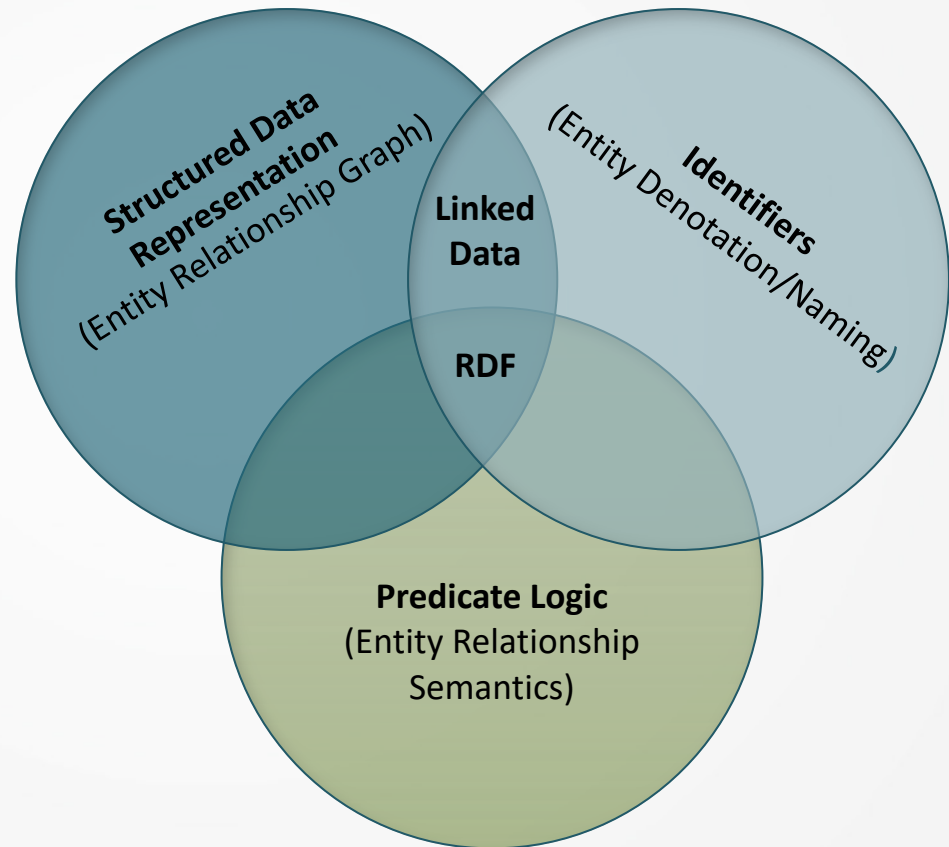 Structured Data
Representation
(Entity Relationship Graph)
Linked
Data
Identifiers
(Entity Denotation/Naming)
RDF
Predicate Logic
(Entity Relationship
Semantics)